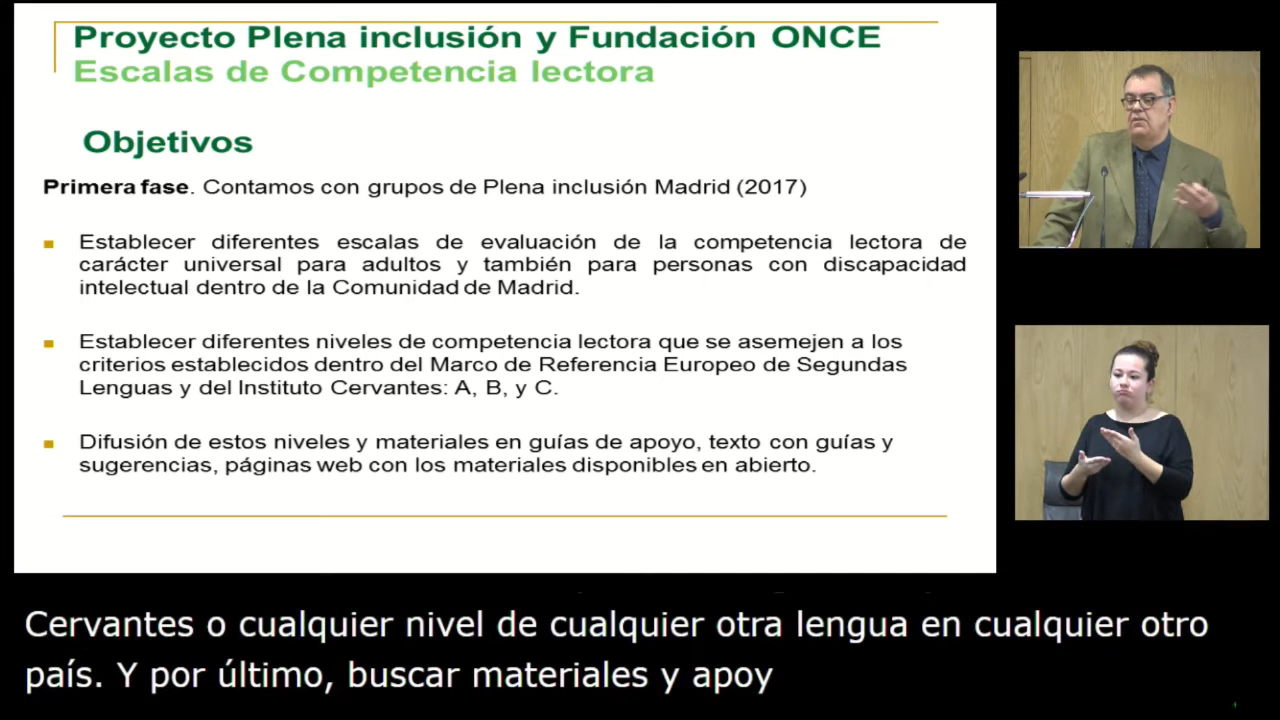 Proyecto Plena inclusión y Fundación ONCE
Escalas de Competencia lectora
Objetivos
Primera fase. Contamos con grupos de Plena inclusión Madrid (2017)
Establecer diferentes escalas de evaluación de la competencia lectora de
carácter universal para adultos y también para personas con discapacidad
intelectual dentro de la Comunidad de Madrid.
Establecer diferentes niveles de competencia lectora que se asemejen a los
criterios establecidos dentro del Marco de Referencia Europeo de Segundas
Lenguas y del Instituto Cervantes: A, B, y C.
Difusión de estos niveles y materiales en guías de apoyo, texto con guías y
sugerencias, páginas web con los materiales disponibles en abierto.
Cervantes o cualquier nivel de cualquier otra lengua en cualquier otro
país. Y por último, buscar materiales y apoy